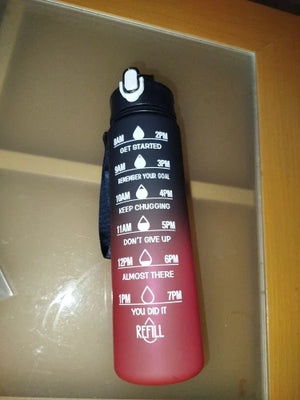 8AM 2PM
GET STARTED
9AM 3PM
REMEMBER YOUR GOAL
10AM 4PM
KEEP CHUGGING
11AM 5PM
DON'T GIVE UP
12PM 6PM
ALMOST THERE
1PM 7PM
YOU DID IT
REFILL